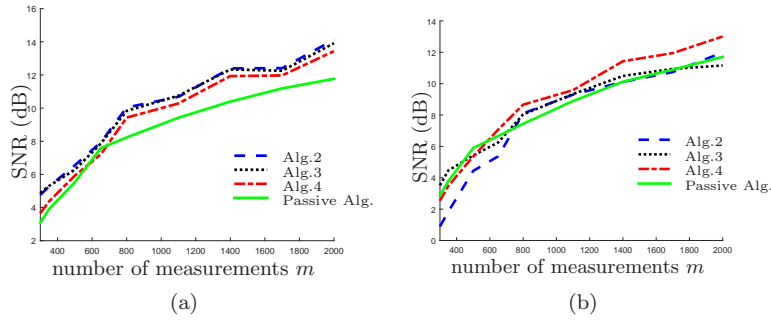 16
14
12
10
8
6
4
2
SNR (dB)
400 600 800 1000 1200 1400 1600 1800 2000
number of measurements m
Alg.2
Alg.3
Alg.4
Passive Alg.
(a)
14
12
10
8
6
4
2
0
SNR (dB)
400 600 800 1000 1200 1400 1600 1800 2000
number of measurements m
Alg.2
Alg.3
Alg.4
Passive Alg.
(b)